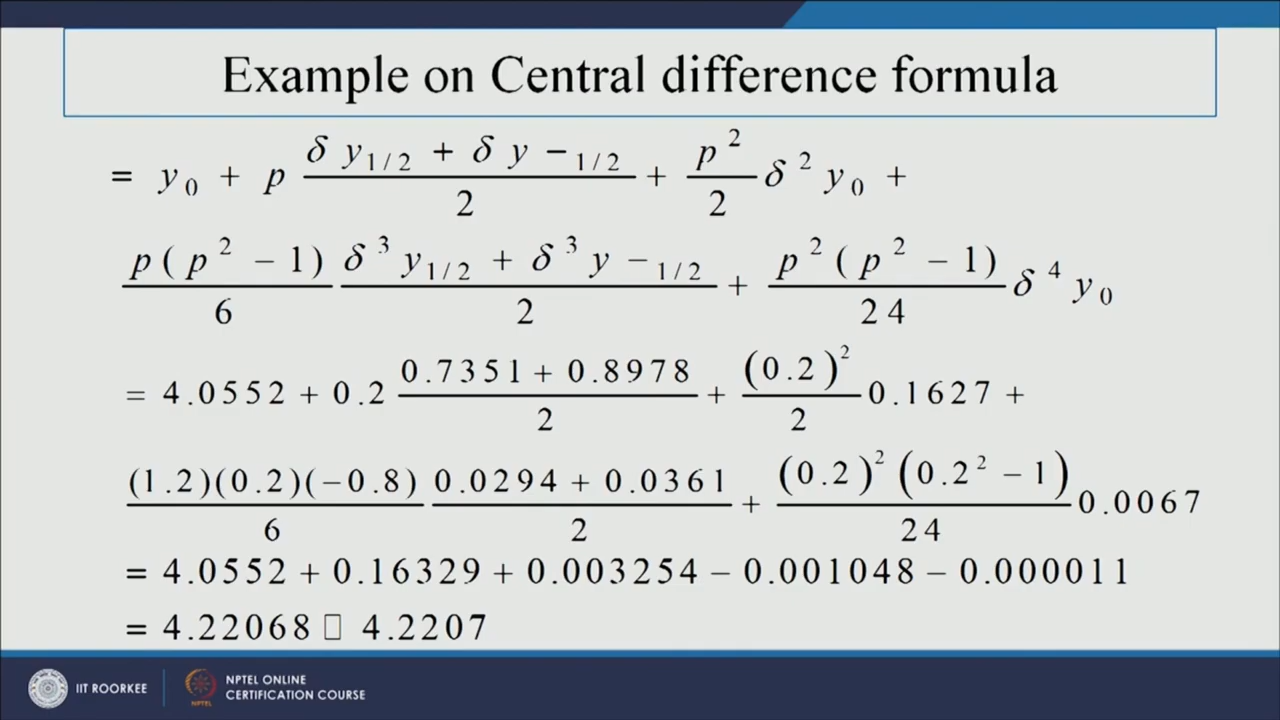 Example on Central difference formula
= y₀ + p (δ y₁/₂ + δ y −₁/₂)/2 + p²/2 δ² y₀ +
p(p² − 1)/6 (δ³ y₁/₂ + δ³ y −₁/₂)/2 + p²(p² − 1)/24 δ⁴ y₀
= 4.0552 + 0.2 (0.7351 + 0.8978)/2 + (0.2)²/2 0.1627 +
(1.2)(0.2)(−0.8)/6 (0.0294 + 0.0361)/2 + (0.2)²(0.2² − 1)/24 0.0067
= 4.0552 + 0.16329 + 0.003254 − 0.001048 − 0.000011
= 4.22068 □ 4.2207
IIT ROORKEE
NPTEL
NPTEL ONLINE
CERTIFICATION COURSE